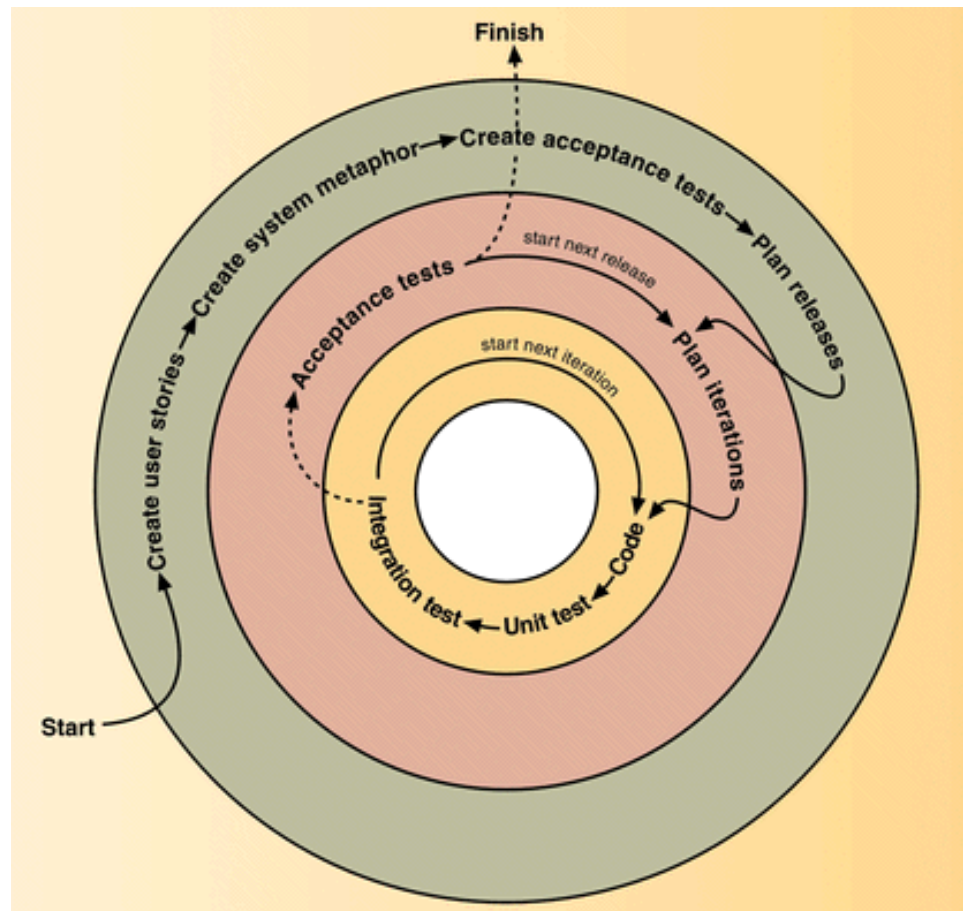 Finish
Create acceptance tests
Create system metaphor
Plan releases
start next release
Acceptance tests
Plan iterations
start next iteration
Create user stories
Integration test
Code
Unit test
Start